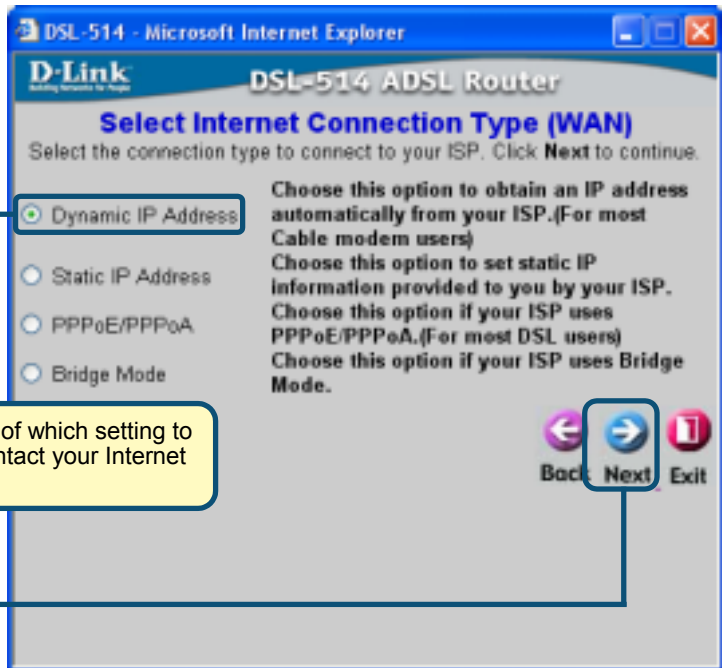 DSL-514 - Microsoft Internet Explorer
D-Link
Building Networks for People
DSL-514 ADSL Router
Select Internet Connection Type (WAN)
Select the connection type to connect to your ISP. Click Next to continue.
Dynamic IP Address
Choose this option to obtain an IP address
automatically from your ISP.(For most
Cable modem users)
Static IP Address
Choose this option to set static IP
information provided to you by your ISP.
PPPoE/PPPoA
Choose this option if your ISP uses
PPPoE/PPPoA.(For most DSL users)
Bridge Mode
Choose this option if your ISP uses Bridge
Mode.
of which setting to
ntact your Internet
Back Next Exit